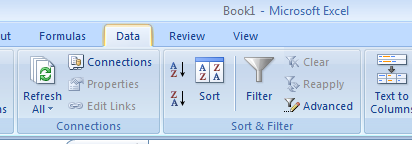 Book1 - Microsoft Excel
ut Formulas Data Review View
Refresh All
Connections
Properties
Edit Links
Connections
A Z
Z A
A Z
Z A
Sort
Filter
Clear
Reapply
Advanced
Sort & Filter
Text to
Columns